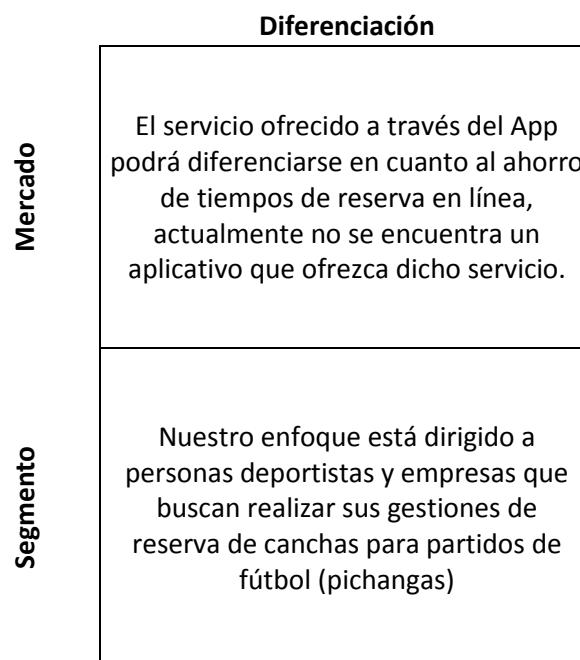 Diferenciación
Mercado
El servicio ofrecido a través del App
podrá diferenciarse en cuanto al ahorro
de tiempos de reserva en línea,
actualmente no se encuentra un
aplicativo que ofrezca dicho servicio.
Segmento
Nuestro enfoque está dirigido a
personas deportistas y empresas que
buscan realizar sus gestiones de
reserva de canchas para partidos de
fútbol (pichangas)